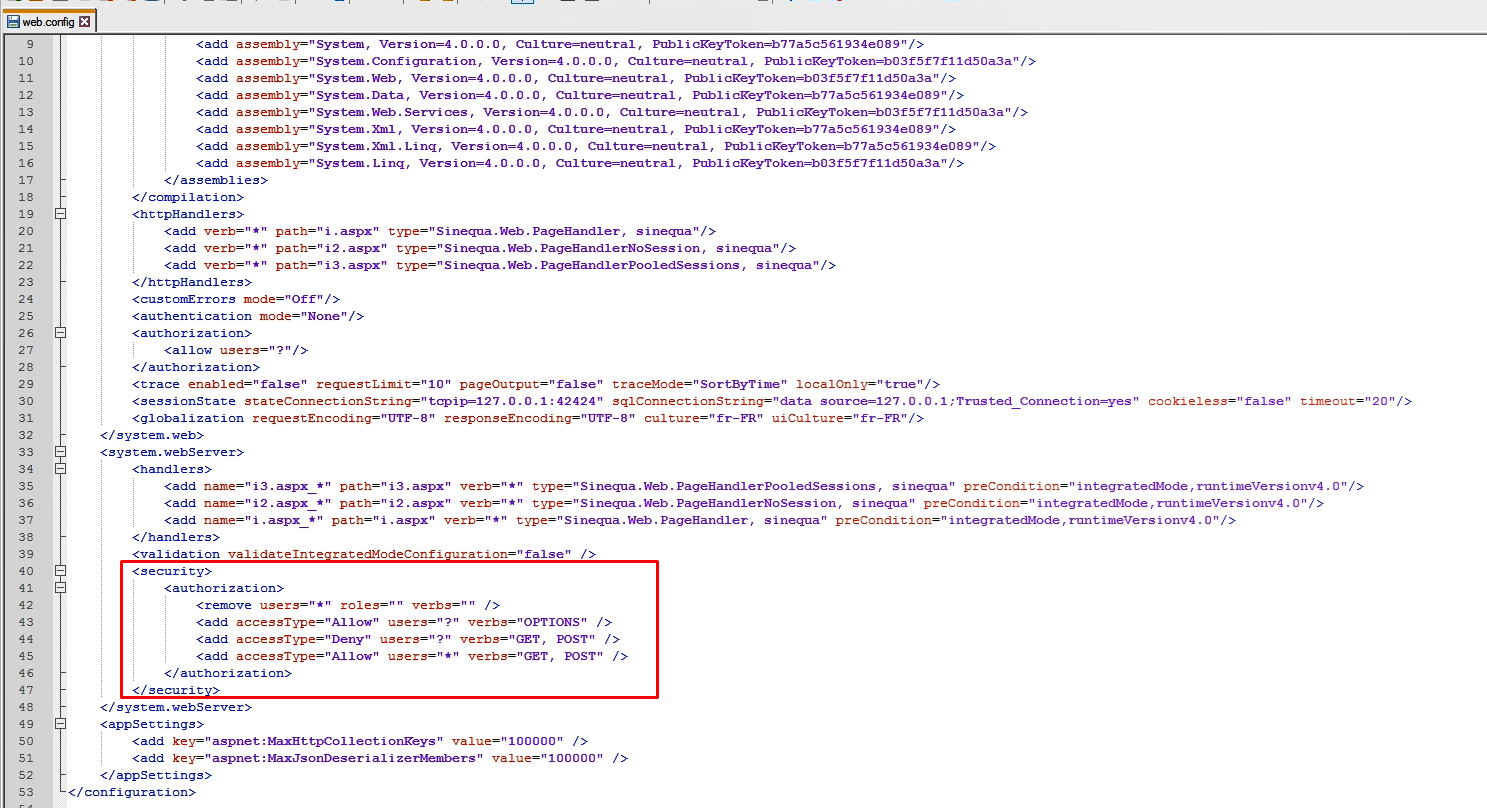 web.config
9 <add assembly="System, Version=4.0.0.0, Culture=neutral, PublicKeyToken=b77a5c561934e089"/>
10 <add assembly="System.Configuration, Version=4.0.0.0, Culture=neutral, PublicKeyToken=b03f5f7f11d50a3a"/>
11 <add assembly="System.Web, Version=4.0.0.0, Culture=neutral, PublicKeyToken=b03f5f7f11d50a3a"/>
12 <add assembly="System.Data, Version=4.0.0.0, Culture=neutral, PublicKeyToken=b77a5c561934e089"/>
13 <add assembly="System.Web.Services, Version=4.0.0.0, Culture=neutral, PublicKeyToken=b03f5f7f11d50a3a"/>
14 <add assembly="System.Xml, Version=4.0.0.0, Culture=neutral, PublicKeyToken=b77a5c561934e089"/>
15 <add assembly="System.Xml.Linq, Version=4.0.0.0, Culture=neutral, PublicKeyToken=b77a5c561934e089"/>
16 <add assembly="System.Linq, Version=4.0.0.0, Culture=neutral, PublicKeyToken=b03f5f7f11d50a3a"/>
17 </assemblies>
18 </compilation>
19 <httpHandlers>
20 <add verb="*" path="i.aspx" type="Sinequa.Web.PageHandler, sinequa"/>
21 <add verb="*" path="i2.aspx" type="Sinequa.Web.PageHandlerNoSession, sinequa"/>
22 <add verb="*" path="i3.aspx" type="Sinequa.Web.PageHandlerPooledSessions, sinequa"/>
23 </httpHandlers>
24 <customErrors mode="Off"/>
25 <authentication mode="None"/>
26 <authorization>
27 <allow users="?"/>
28 </authorization>
29 <trace enabled="false" requestLimit="10" pageOutput="false" traceMode="SortByTime" localOnly="true"/>
30 <sessionState stateConnectionString="tcpip=127.0.0.1:42424" sqlConnectionString="data source=127.0.0.1;Trusted_Connection=yes" cookieless="false" timeout="20"/>
31 <globalization requestEncoding="UTF-8" responseEncoding="UTF-8" culture="fr-FR" uiCulture="fr-FR"/>
32 </system.web>
33 <system.webServer>
34 <handlers>
35 <add name="i3.aspx_*" path="i3.aspx" verb="*" type="Sinequa.Web.PageHandlerPooledSessions, sinequa" preCondition="integratedMode,runtimeVersionv4.0"/>
36 <add name="i2.aspx_*" path="i2.aspx" verb="*" type="Sinequa.Web.PageHandlerNoSession, sinequa" preCondition="integratedMode,runtimeVersionv4.0"/>
37 <add name="i.aspx_*" path="i.aspx" verb="*" type="Sinequa.Web.PageHandler, sinequa" preCondition="integratedMode,runtimeVersionv4.0"/>
38 </handlers>
39 <validation validateIntegratedModeConfiguration="false" />
40 <security>
41 <authorization>
42 <remove users="*" roles="" verbs="" />
43 <add accessType="Allow" users="?" verbs="OPTIONS" />
44 <add accessType="Deny" users="?" verbs="GET, POST" />
45 <add accessType="Allow" users="*" verbs="GET, POST" />
46 </authorization>
47 </security>
48 </system.webServer>
49 <appSettings>
50 <add key="aspnet:MaxHttpCollectionKeys" value="100000" />
51 <add key="aspnet:MaxJsonDeserializerMembers" value="100000" />
52 </appSettings>
53 </configuration>